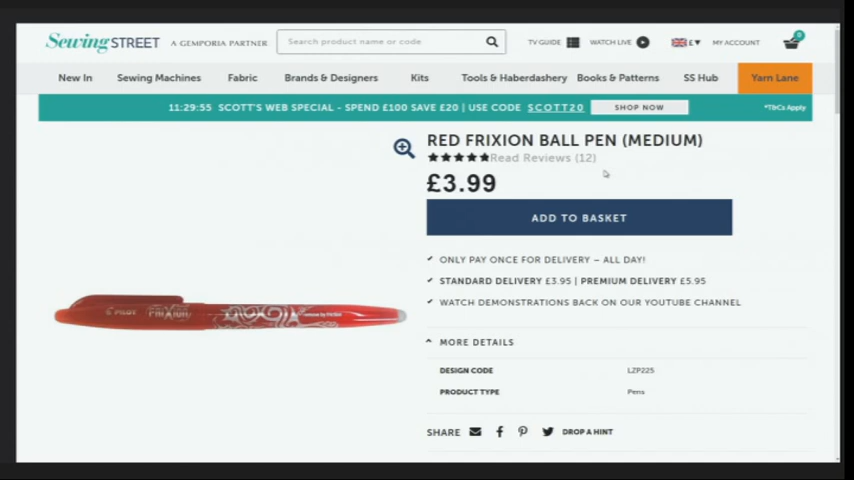 Sewing STREET A GEMPORIA PARTNER Search product name or code TV GUIDE WATCH LIVE £ MY ACCOUNT 0
New In Sewing Machines Fabric Brands & Designers Kits Tools & Haberdashery Books & Patterns SS Hub Yarn Lane
11:29:55 SCOTT'S WEB SPECIAL - SPEND £100 SAVE £20 | USE CODE SCOTT20 SHOP NOW *T&Cs Apply
RED FRIXION BALL PEN (MEDIUM)
Read Reviews (12)
£3.99
ADD TO BASKET
ONLY PAY ONCE FOR DELIVERY – ALL DAY!
STANDARD DELIVERY £3.95 | PREMIUM DELIVERY £5.95
WATCH DEMONSTRATIONS BACK ON OUR YOUTUBE CHANNEL
PILOT FRIXION
MORE DETAILS
DESIGN CODE LZP225
PRODUCT TYPE Pens
SHARE DROP A HINT